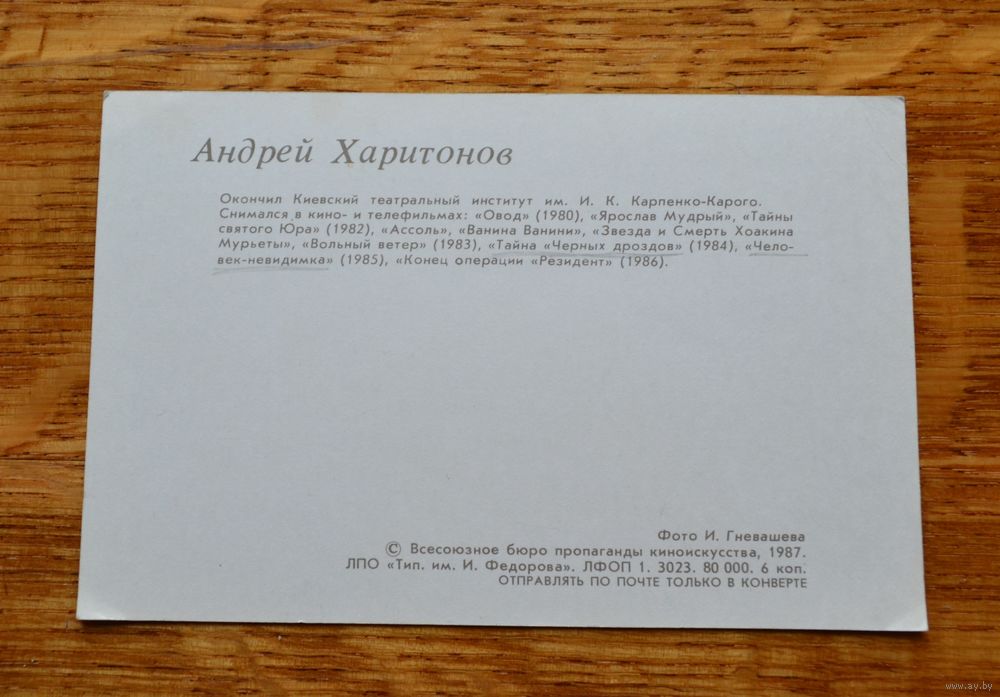 Андрей Харитонов
Окончил Киевский театральный институт им. И. К. Карпенко-Карого.
Снимался в кино- и телефильмах: «Овод» (1980), «Ярослав Мудрый», «Тайны
святого Юра» (1982), «Ассоль», «Ванина Ванини», «Звезда и Смерть Хоакина
Мурьеты», «Вольный ветер» (1983), «Тайна «Черных дроздов» (1984), «Чело-
век-невидимка» (1985), «Конец операции «Резидент» (1986).
Фото И. Гневашева
© Всесоюзное бюро пропаганды киноискусства, 1987.
ЛПО «Тип. им. И. Федорова». ЛФОП 1. 3023. 80 000. 6 коп.
ОТПРАВЛЯТЬ ПО ПОЧТЕ ТОЛЬКО В КОНВЕРТЕ
www.ay.by